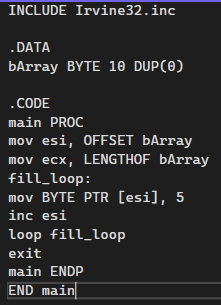 INCLUDE Irvine32.inc
.DATA
bArray BYTE 10 DUP(0)
.CODE
main PROC
mov esi, OFFSET bArray
mov ecx, LENGTHOF bArray
fill_loop:
mov BYTE PTR [esi], 5
inc esi
loop fill_loop
exit
main ENDP
END main